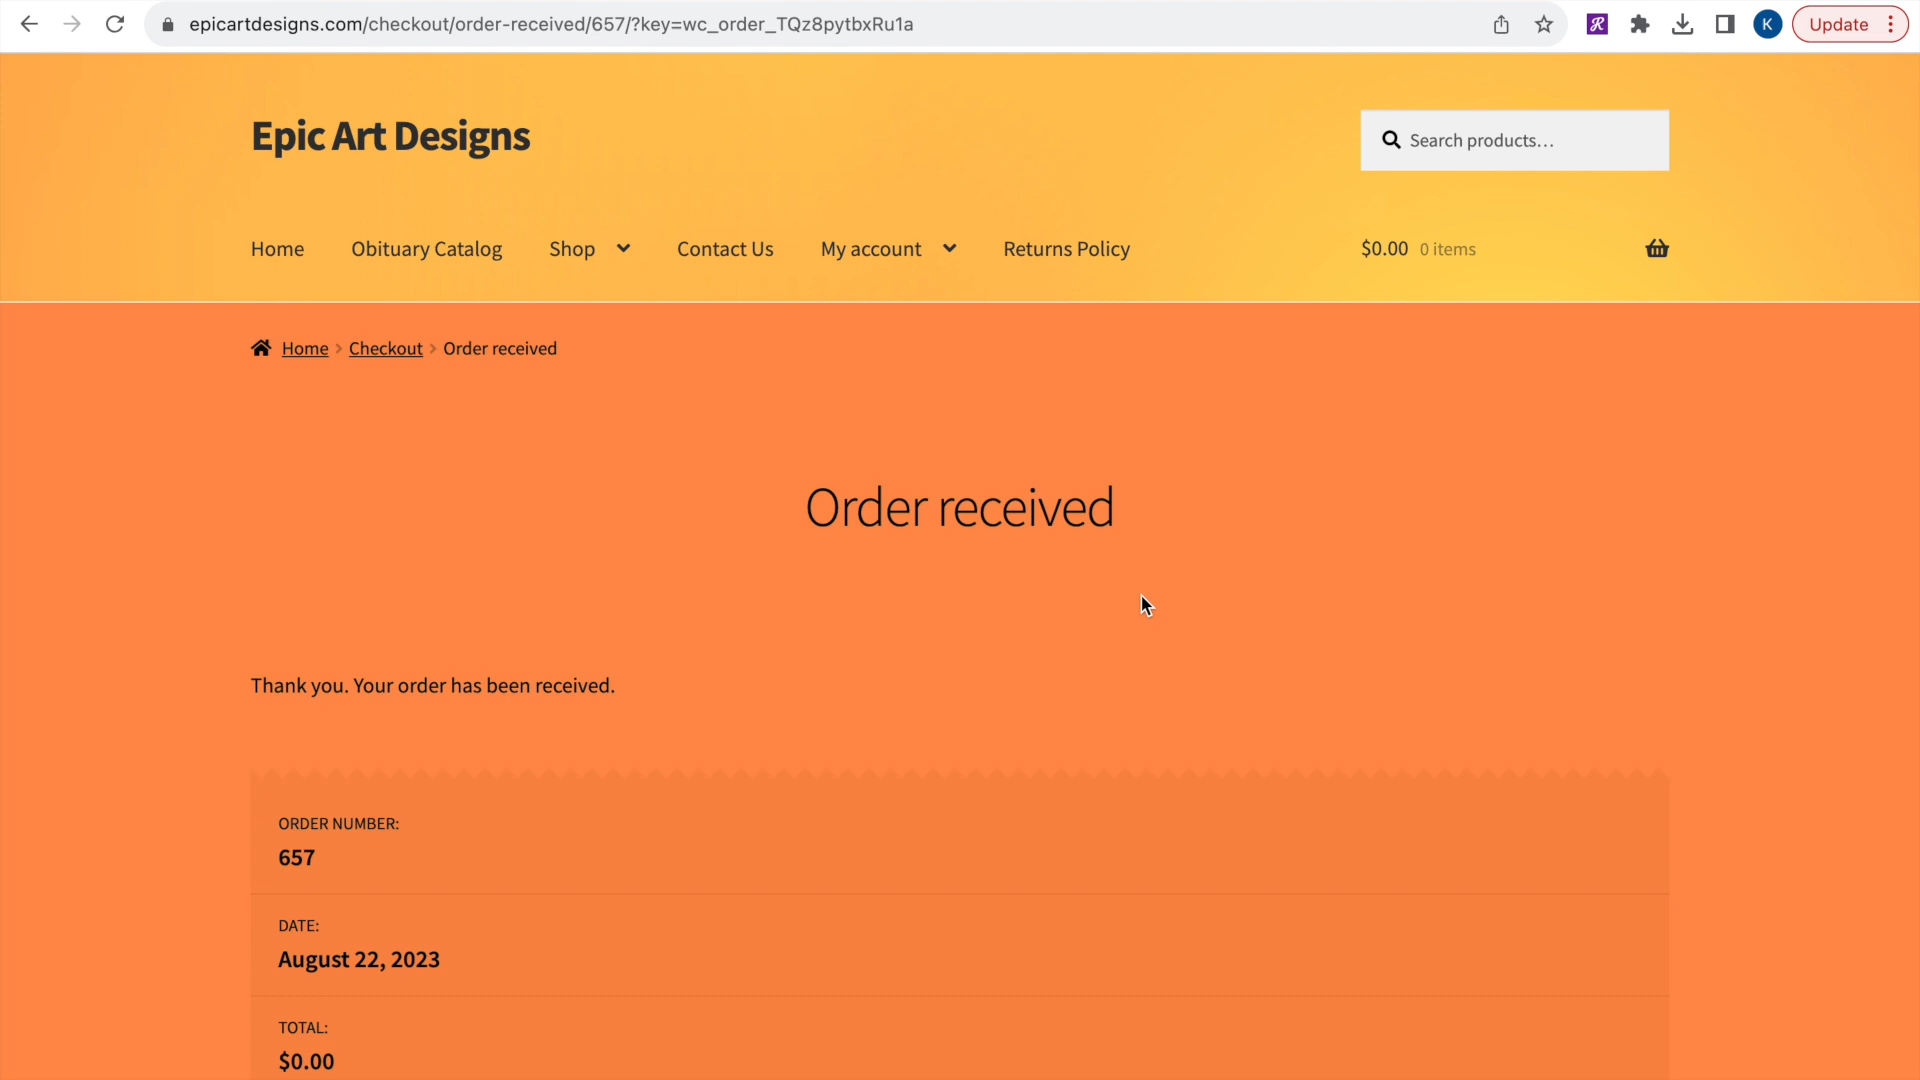 epicartdesigns.com/checkout/order-received/657/?key=wc_order_TQz8pytbxRu1a
R
K
Update
Epic Art Designs
Search products…
Home
Obituary Catalog
Shop
Contact Us
My account
Returns Policy
$0.00 0 items
Home > Checkout > Order received
Order received
Thank you. Your order has been received.
ORDER NUMBER:
657
DATE:
August 22, 2023
TOTAL:
$0.00